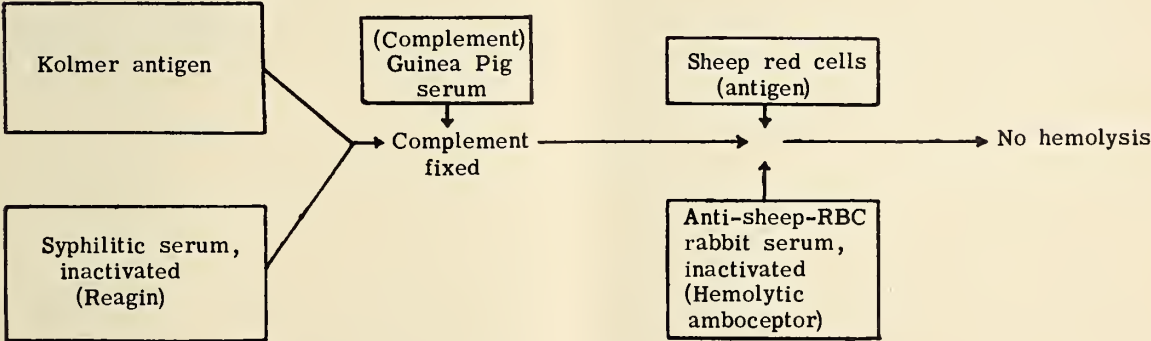 Kolmer antigen
Syphilitic serum,
inactivated
(Reagin)
(Complement)
Guinea Pig
serum
Complement
fixed
Sheep red cells
(antigen)
Anti-sheep-RBC
rabbit serum,
inactivated
(Hemolytic
amboceptor)
No hemolysis